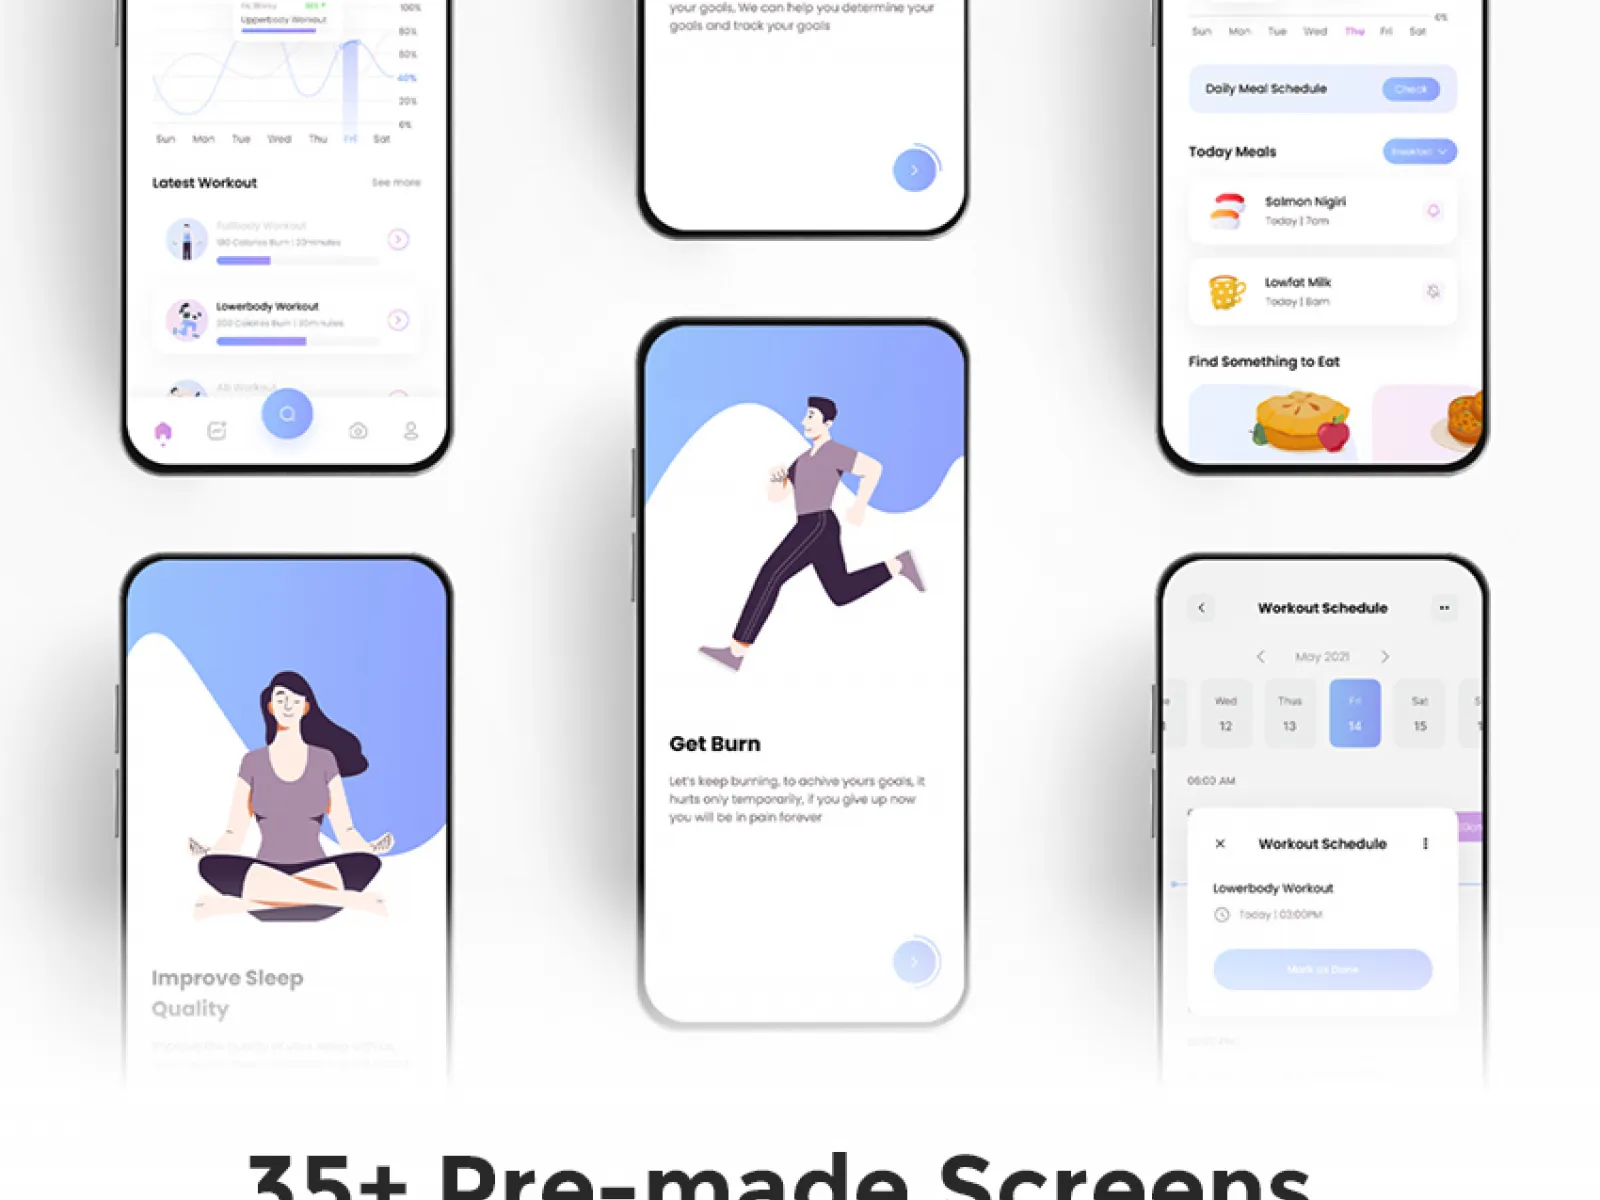 Upperbody Workout
100%
80%
60%
40%
20%
0%
Sun Mon Tue Wed Thu Fri Sat
Latest Workout
See more
Fullbody Workout
180 Calories Burn | 20minutes
Lowerbody Workout
200 Calories Burn | 30minutes
Ab Workout
your goals, We can help you determine your
goals and track your goals
0%
Sun Mon Tue Wed Thu Fri Sat
Daily Meal Schedule
Check
Today Meals
Breakfast
Salmon Nigiri
Today | 7am
Lowfat Milk
Today | 8am
Find Something to Eat
Improve Sleep
Quality
Get Burn
Let's keep burning, to achive yours goals, it
hurts only temporarily, if you give up now
you will be in pain forever
Workout Schedule
May 2021
Wed Thus Fri Sat
12 13 14 15
06:00 AM
Workout Schedule
Lowerbody Workout
Today | 03:00PM
Mark as Done
35+ Pre-made Screens